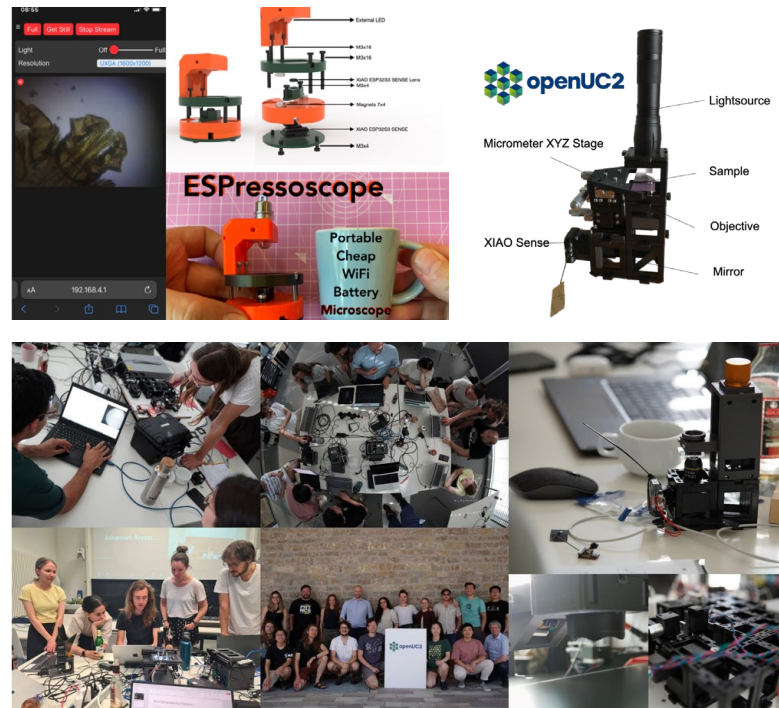 08:55
Full Get Still Stop Stream
Light Off Full
Resolution UXGA (1600x1200)
AA 192.168.4.1
External LED
M3x16
M3x16
XIAO ESP32S3 SENSE Lens
M3x4
Magnets 7x4
XIAO ESP32S3 SENSE
M3x4
ESPressoscope
Portable
Cheap
WiFi
Battery
Microscope
openUC2
Lightsource
Micrometer XYZ Stage
Sample
Objective
XIAO Sense
Mirror
openUC2